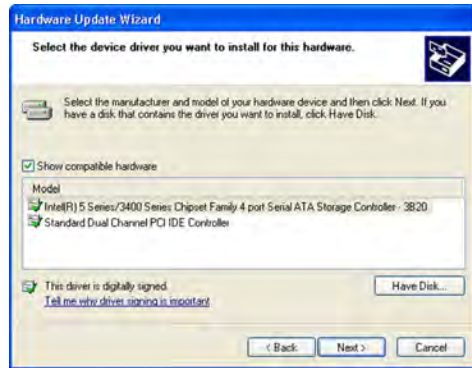 Hardware Update Wizard
Select the device driver you want to install for this hardware.
Select the manufacturer and model of your hardware device and then click Next. If you
have a disk that contains the driver you want to install, click Have Disk.
Show compatible hardware
Model
Intel(R) 5 Series/3400 Series Chipset Family 4 port Serial ATA Storage Controller - 3B20
Standard Dual Channel PCI IDE Controller
This driver is digitally signed.
Have Disk...
Tell me why driver signing is important
< Back
Next >
Cancel